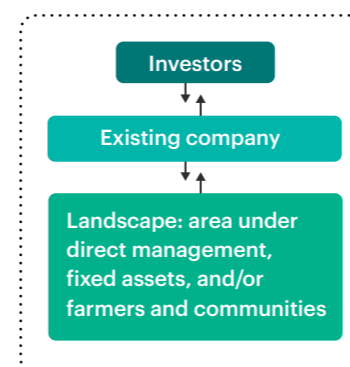 Investors
Existing company
Landscape: area under
direct management,
fixed assets, and/or
farmers and communities